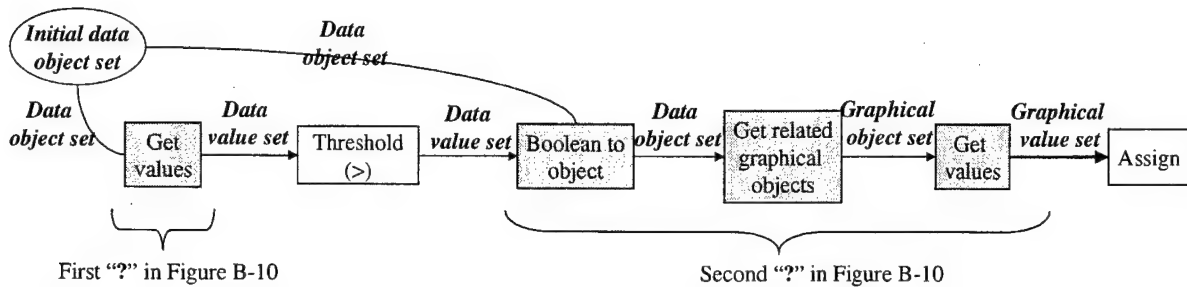 Initial data
object set
Data
object set
Data
object set
Get
values
Data
value set
Threshold
(>)
Data
value set
Boolean to
object
Data
object set
Get related
graphical
objects
Graphical
object set
Get
values
Graphical
value set
Assign
First “?” in Figure B-10
Second “?” in Figure B-10